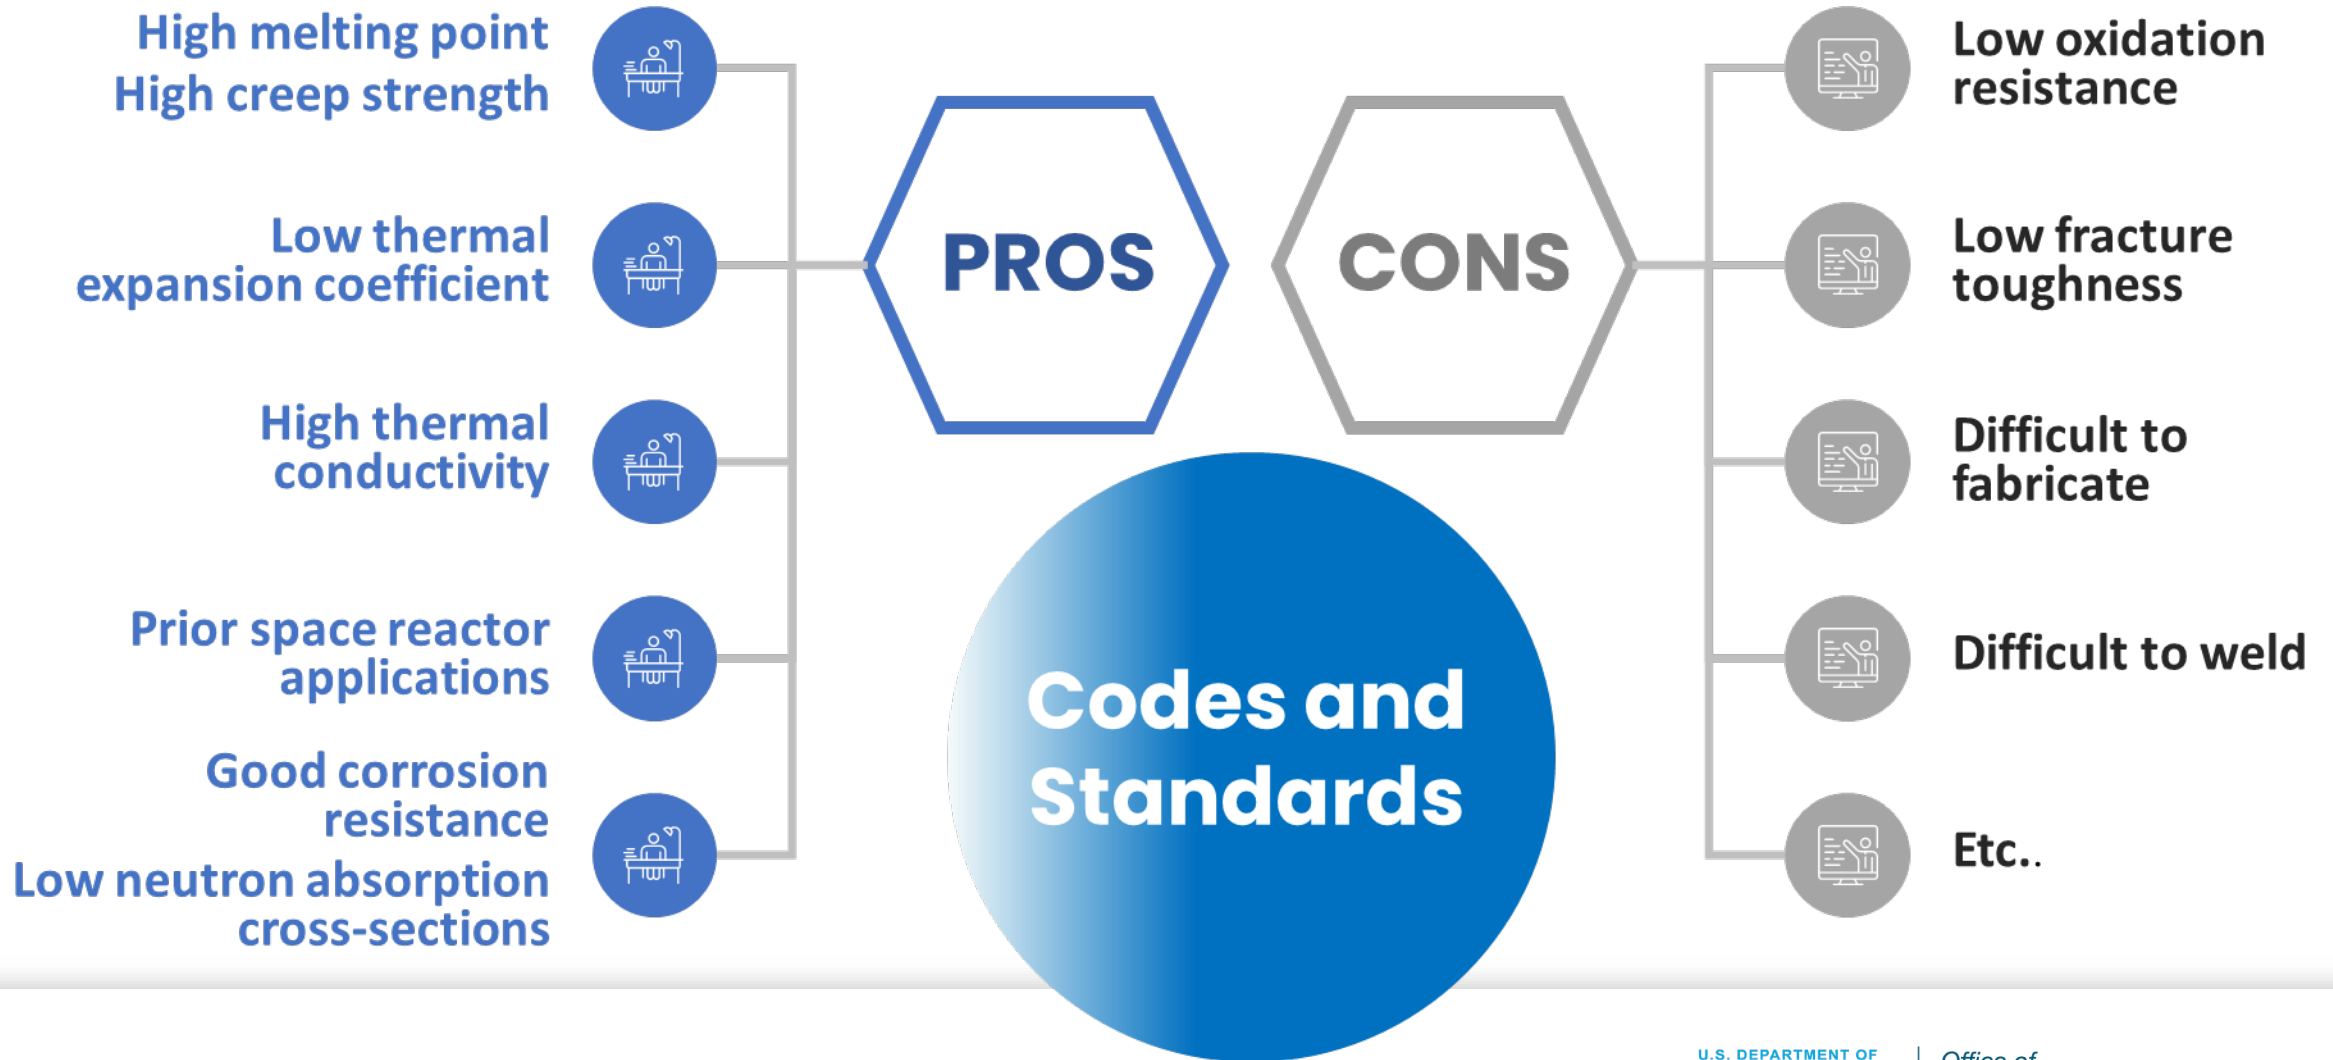 High melting point
High creep strength
Low thermal
expansion coefficient
High thermal
conductivity
Prior space reactor
applications
Good corrosion
resistance
Low neutron absorption
cross-sections
PROS
CONS
Codes and
Standards
Low oxidation
resistance
Low fracture
toughness
Difficult to
fabricate
Difficult to weld
Etc..
U.S. DEPARTMENT OF
Office of